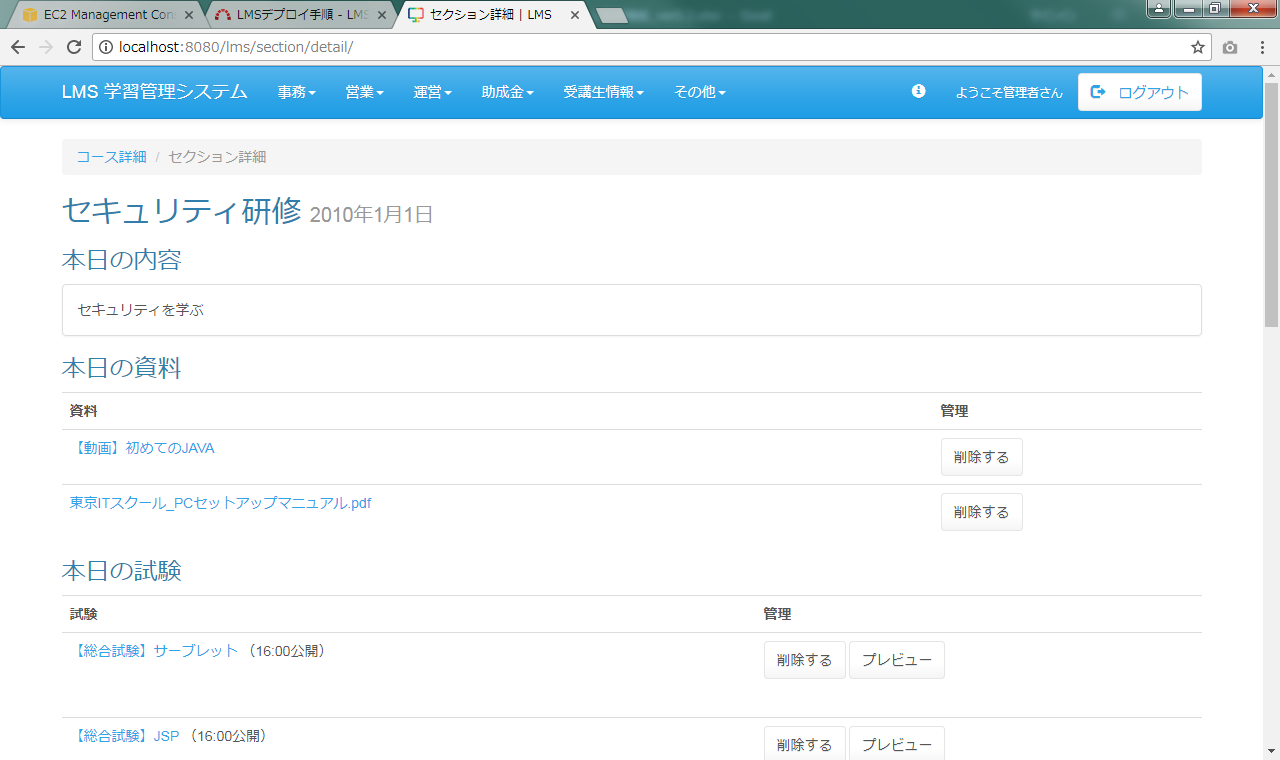 EC2 Management Con
LMSデプロイ手順 - LMS
セクション詳細 | LMS
localhost:8080/lms/section/detail/
LMS 学習管理システム 事務 営業 運営 助成金 受講生情報 その他 ようこそ管理者さん ログアウト
コース詳細 / セクション詳細
セキュリティ研修 2010年1月1日
本日の内容
セキュリティを学ぶ
本日の資料
資料 管理
【動画】初めてのJAVA 削除する
東京ITスクール_PCセットアップマニュアル.pdf 削除する
本日の試験
試験 管理
【総合試験】サーブレット （16:00公開） 削除する プレビュー
【総合試験】JSP （16:00公開） 削除する プレビュー